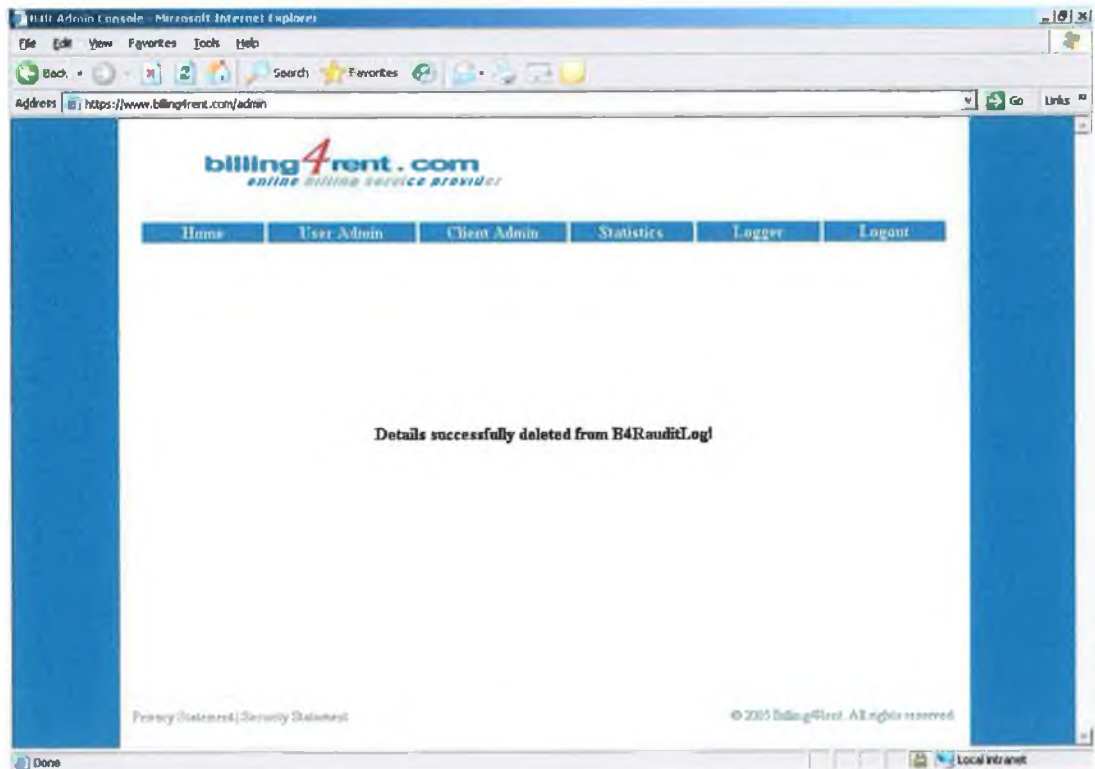 B4R Admin Console - Microsoft Internet Explorer
File Edit View Favorites Tools Help
Back Search Favorites
Address https://www.billing4rent.com/admin Go Links »
billing4rent.com
online billing service provider
Home User Admin Client Admin Statistics Logger Logout
Details successfully deleted from B4RauditLog!
Privacy Statement | Security Statement © 2005 Billing4Rent. All rights reserved.
Done Local intranet